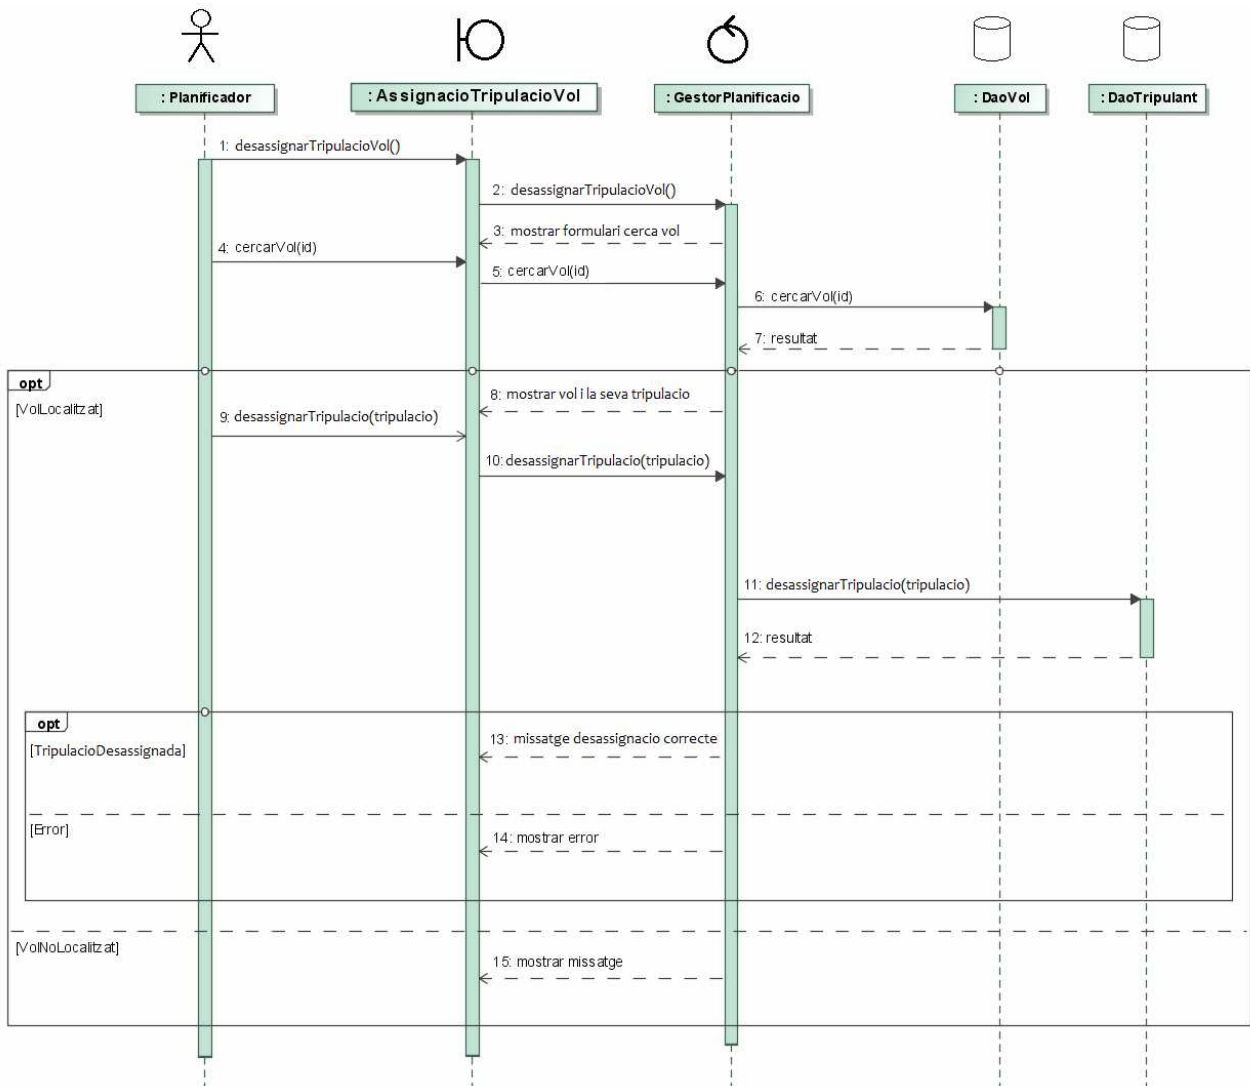 : Planificador
: AssignacioTripulacioVol
: GestorPlanificacio
: DaoVol
: DaoTripulant
1: desassignarTripulacioVol()
2: desassignarTripulacioVol()
3: mostrar formulari cerca vol
4: cercarVol(id)
5: cercarVol(id)
6: cercarVol(id)
7: resultat
opt
[VolLocalitzat]
8: mostrar vol i la seva tripulacio
9: desassignarTripulacio(tripulacio)
10: desassignarTripulacio(tripulacio)
11: desassignarTripulacio(tripulacio)
12: resultat
opt
[TripulacioDesassignada]
13: missatge desassignacio correcte
[Error]
14: mostrar error
[VolNoLocalitzat]
15: mostrar missatge